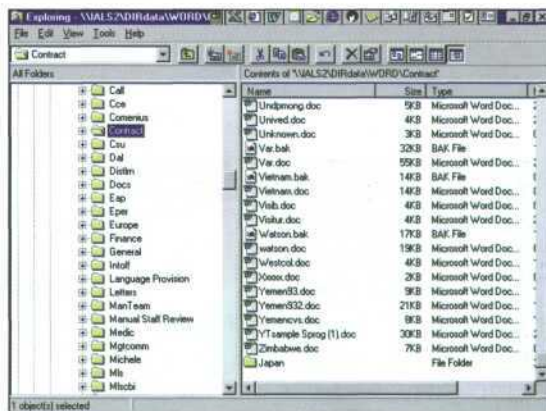 Exploring - \\IALS2\DIRdata\WORD\
File Edit View Tools Help
Contract
All Folders
Contents of '\\IALS2\DIRdata\WORD\Contract'
Call
Cce
Comenius
Contract
Csu
Dal
Distlrn
Docs
Eap
Eper
Europe
Finance
General
Intoff
Language Provision
Letters
ManTeam
Manual Staff Review
Medic
Mgtcomm
Michele
Mls
Mlscbi
Name Size Type
Undpmong.doc 5KB Microsoft Word Doc...
Unived.doc 4KB Microsoft Word Doc...
Unknown.doc 3KB Microsoft Word Doc...
Var.bak 32KB BAK File
Var.doc 55KB Microsoft Word Doc...
Vietnam.bak 14KB BAK File
Vietnam.doc 14KB Microsoft Word Doc...
Visib.doc 4KB Microsoft Word Doc...
Visitur.doc 4KB Microsoft Word Doc...
Watson.bak 17KB BAK File
watson.doc 19KB Microsoft Word Doc...
Westcol.doc 4KB Microsoft Word Doc...
Xxxxx.doc 2KB Microsoft Word Doc...
Yemen93.doc 9KB Microsoft Word Doc...
Yemen932.doc 21KB Microsoft Word Doc...
Yemencvs.doc 8KB Microsoft Word Doc...
YTsample Sprog (1).doc 30KB Microsoft Word Doc...
Zimbabwe.doc 7KB Microsoft Word Doc...
Japan File Folder
1 object(s) selected